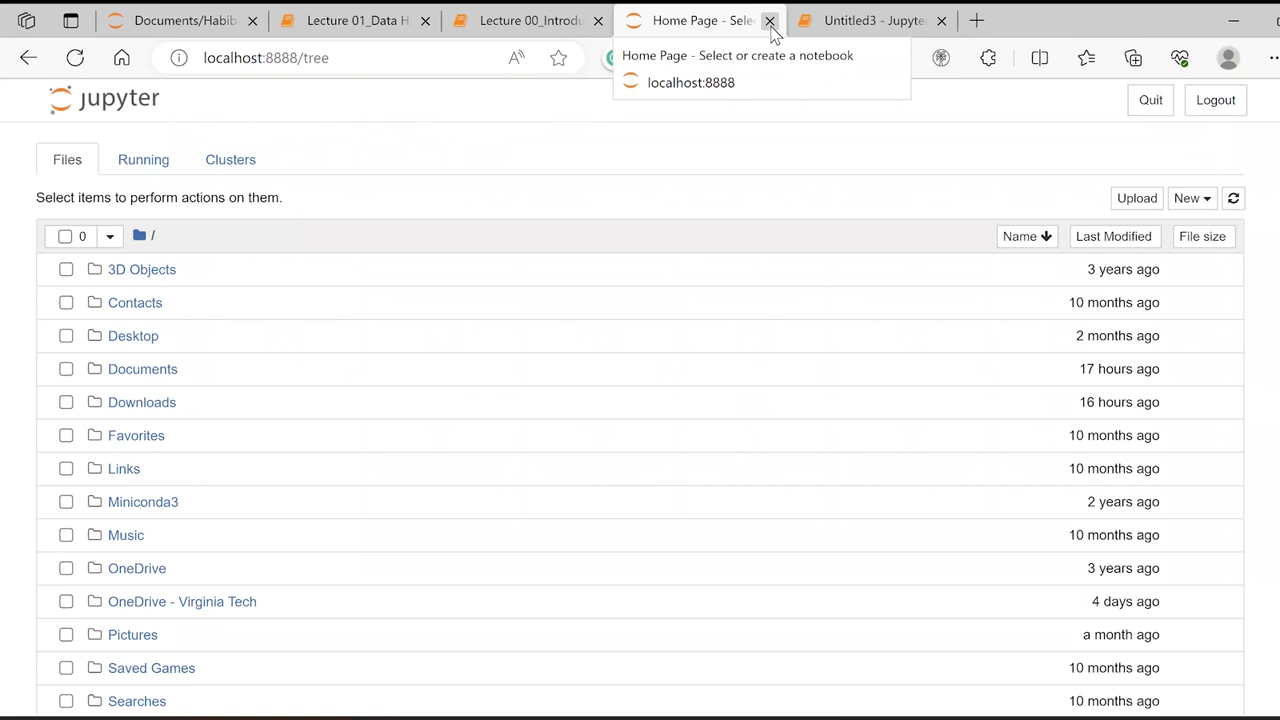 Documents/Habib
Lecture 01_Data H
Lecture 00_Introdu
Home Page - Sele
Untitled3 - Jupyte
localhost:8888/tree
Home Page - Select or create a notebook
localhost:8888
jupyter
Quit
Logout
Files
Running
Clusters
Select items to perform actions on them.
Upload
New
0
/
Name
Last Modified
File size
3D Objects
3 years ago
Contacts
10 months ago
Desktop
2 months ago
Documents
17 hours ago
Downloads
16 hours ago
Favorites
10 months ago
Links
10 months ago
Miniconda3
2 years ago
Music
10 months ago
OneDrive
3 years ago
OneDrive - Virginia Tech
4 days ago
Pictures
a month ago
Saved Games
10 months ago
Searches
10 months ago